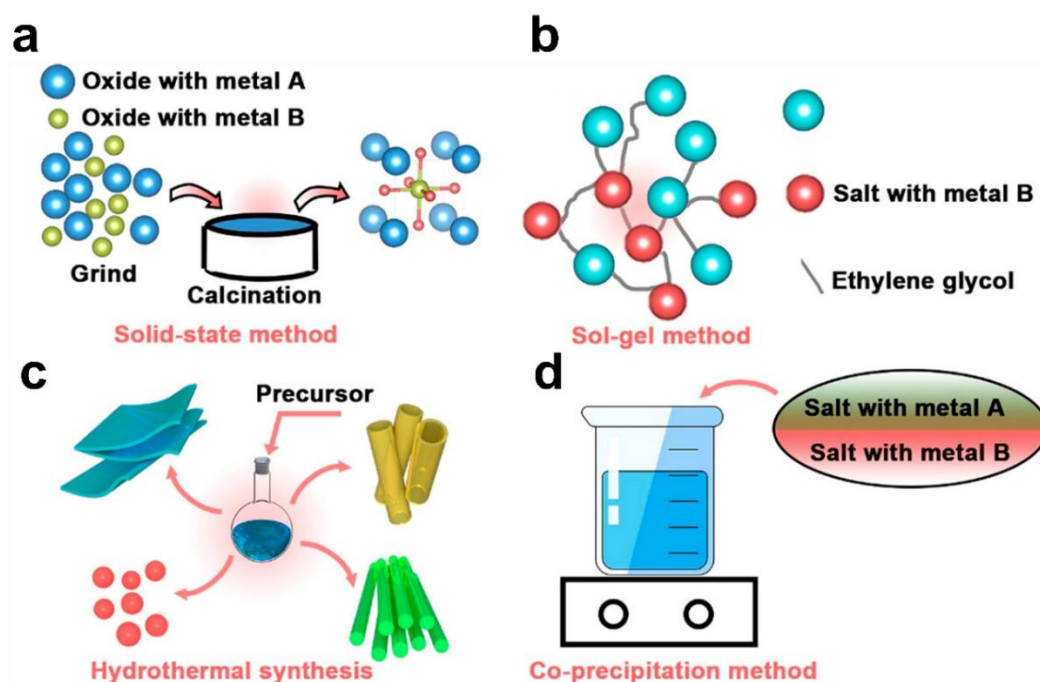 a
Oxide with metal A
Oxide with metal B
Grind
Calcination
Solid-state method
b
Salt with metal B
Ethylene glycol
Sol-gel method
c
Precursor
Hydrothermal synthesis
d
Salt with metal A
Salt with metal B
Co-precipitation method